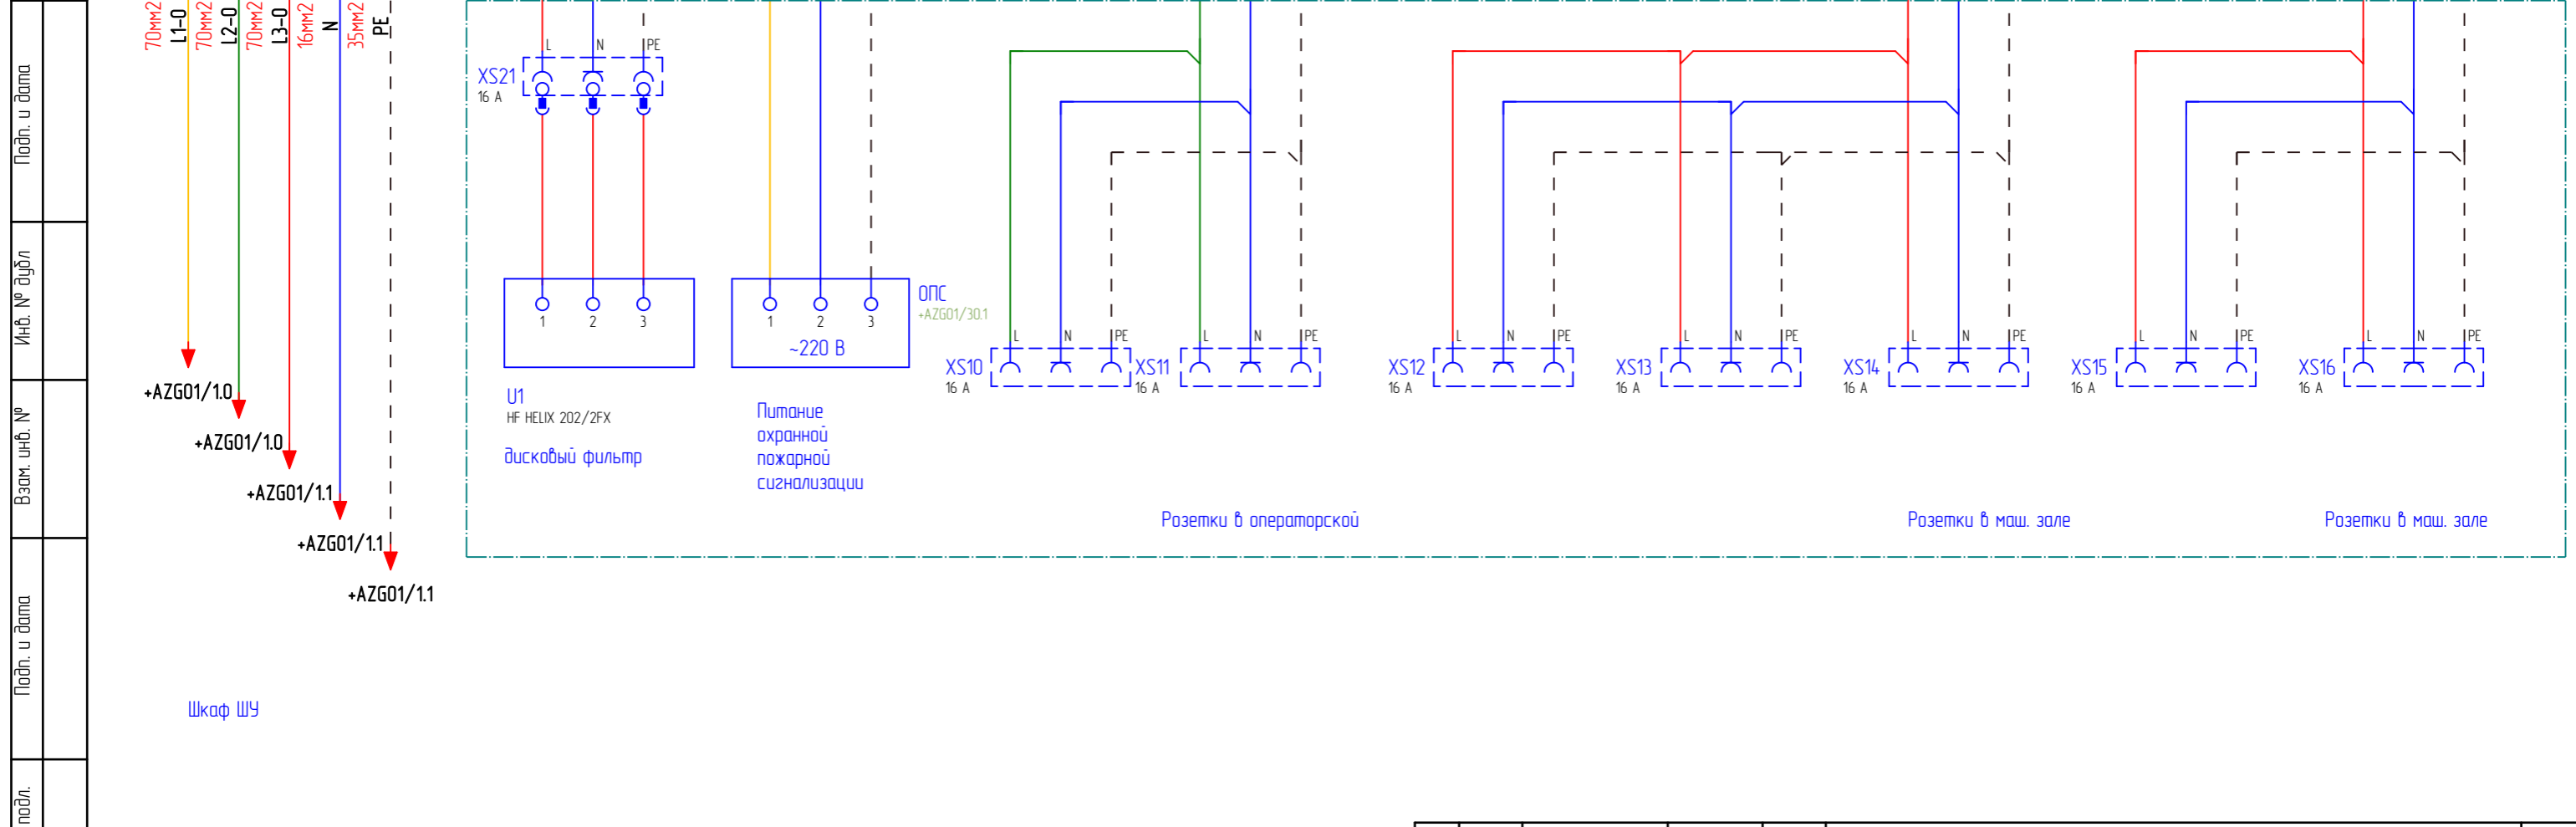 70мм2
L1-0
70мм2
L2-0
70мм2
L3-0
16мм2
N
35мм2
PE
+AZG01/1.0
+AZG01/1.0
+AZG01/1.1
+AZG01/1.1
+AZG01/1.1
Шкаф ШУ
L N PE
XS21
16 A
1 2 3
U1
HF HELIX 202/2FX
дисковый фильтр
1 2 3
~220 В
ОПС
+AZG01/30.1
Питание
охранной
пожарной
сигнализации
L N PE
XS10
16 A
L N PE
XS11
16 A
Розетки в операторской
L N PE
XS12
16 A
L N PE
XS13
16 A
L N PE
XS14
16 A
Розетки в маш. зале
L N PE
XS15
16 A
L N PE
XS16
16 A
Розетки в маш. зале
Подп. и дата
Инв. № дубл
Взам. инв. №
Подп. и дата
подл.